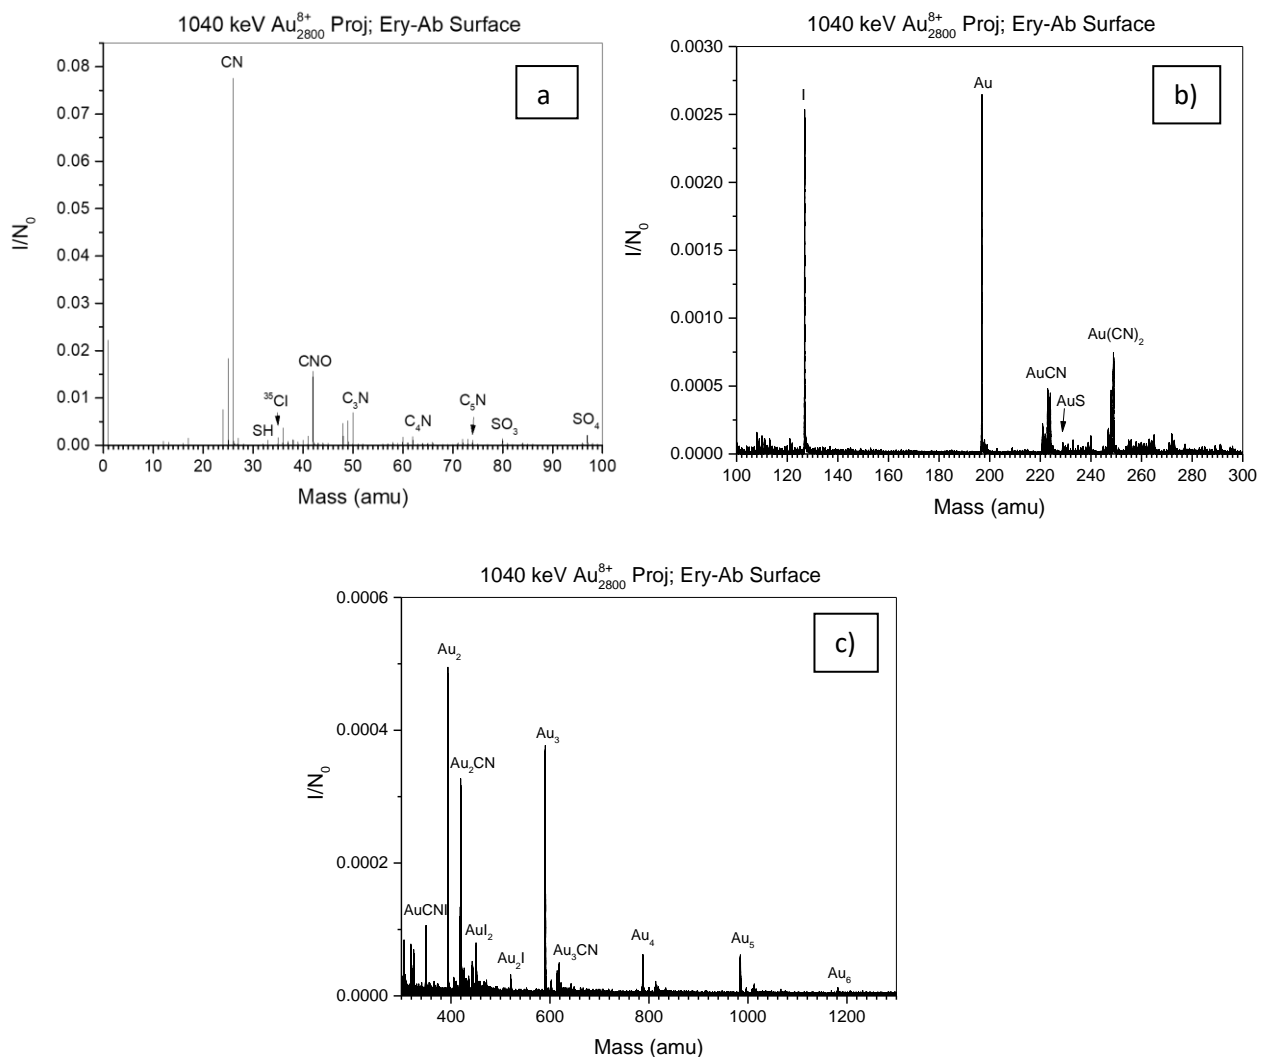 1040 keV Au₂₈₀₀⁸⁺ Proj; Ery-Ab Surface
a
CN
³⁵Cl
SH
CNO
C₃N
C₄N
C₅N
SO₃
SO₄
0.08
0.07
0.06
0.05
0.04
0.03
0.02
0.01
0.00
I/N₀
0 10 20 30 40 50 60 70 80 90 100
Mass (amu)
1040 keV Au₂₈₀₀⁸⁺ Proj; Ery-Ab Surface
b)
I
Au
AuCN
AuS
Au(CN)₂
0.0030
0.0025
0.0020
0.0015
0.0010
0.0005
0.0000
I/N₀
100 120 140 160 180 200 220 240 260 280 300
Mass (amu)
1040 keV Au₂₈₀₀⁸⁺ Proj; Ery-Ab Surface
c)
Au₂
Au₂CN
Au₃
AuCNI
AuI₂
Au₂I
Au₃CN
Au₄
Au₅
Au₆
0.0006
0.0004
0.0002
0.0000
I/N₀
400 600 800 1000 1200
Mass (amu)